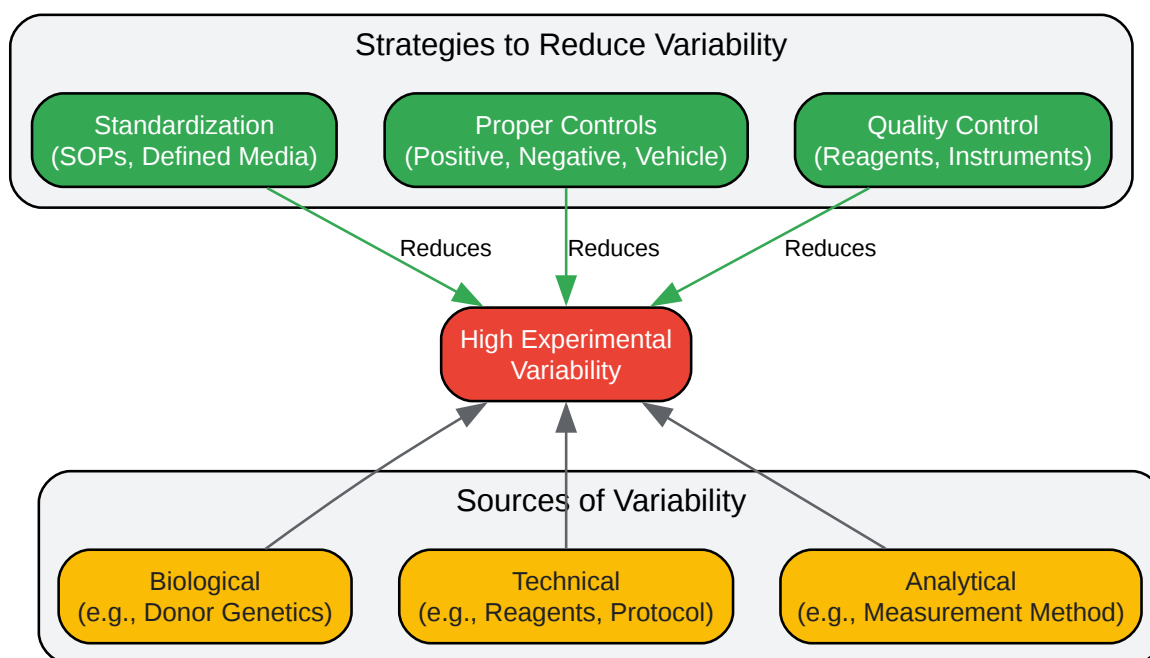 Strategies to Reduce Variability
Standardization
(SOPs, Defined Media)
Proper Controls
(Positive, Negative, Vehicle)
Quality Control
(Reagents, Instruments)
Reduces
Reduces
Reduces
High Experimental
Variability
Sources of Variability
Biological
(e.g., Donor Genetics)
Technical
(e.g., Reagents, Protocol)
Analytical
(e.g., Measurement Method)